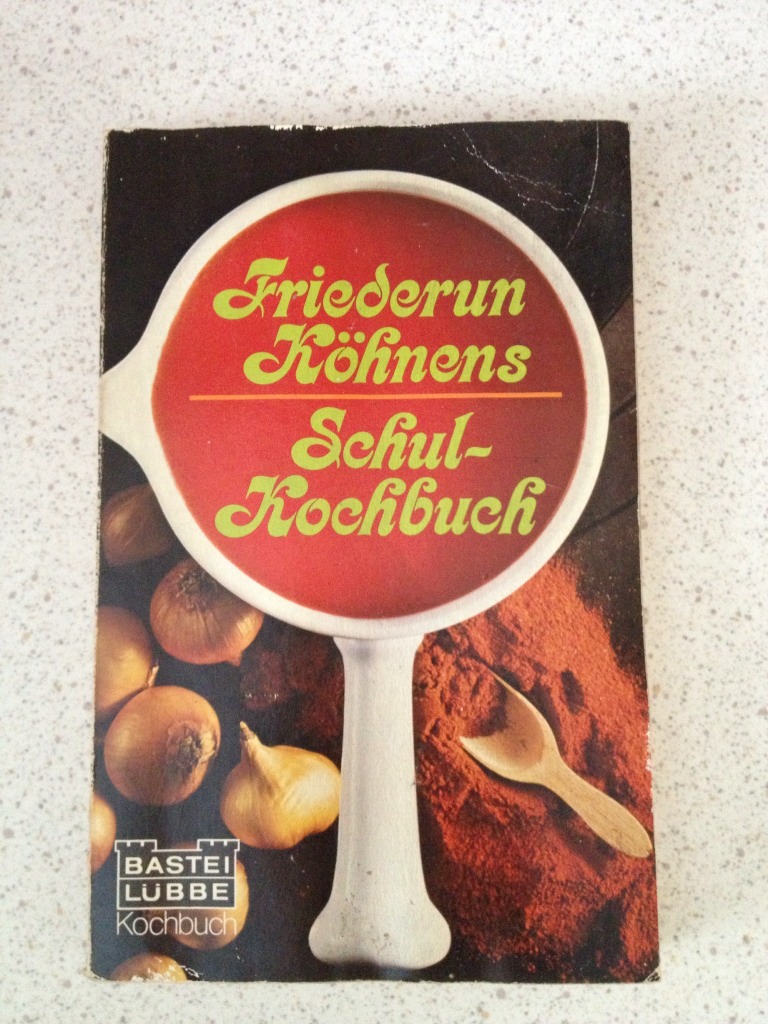 Friederun
Köhnens
Schul-
Kochbuch
BASTEI
LÜBBE
Kochbuch